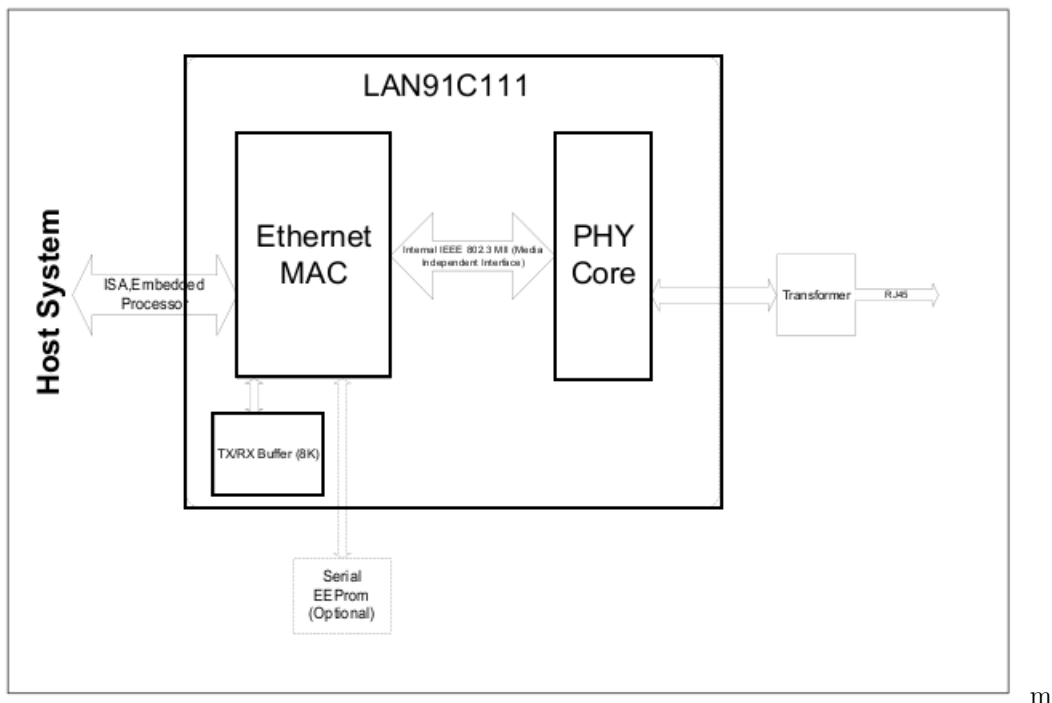 LAN91C111
Host System
ISA,Embedded
Processor
Ethernet
MAC
Internal IEEE 802.3 MII (Media
Independent Interface)
PHY
Core
Transformer
RJ45
TX/RX Buffer (8K)
Serial
EEProm
(Optional)
m